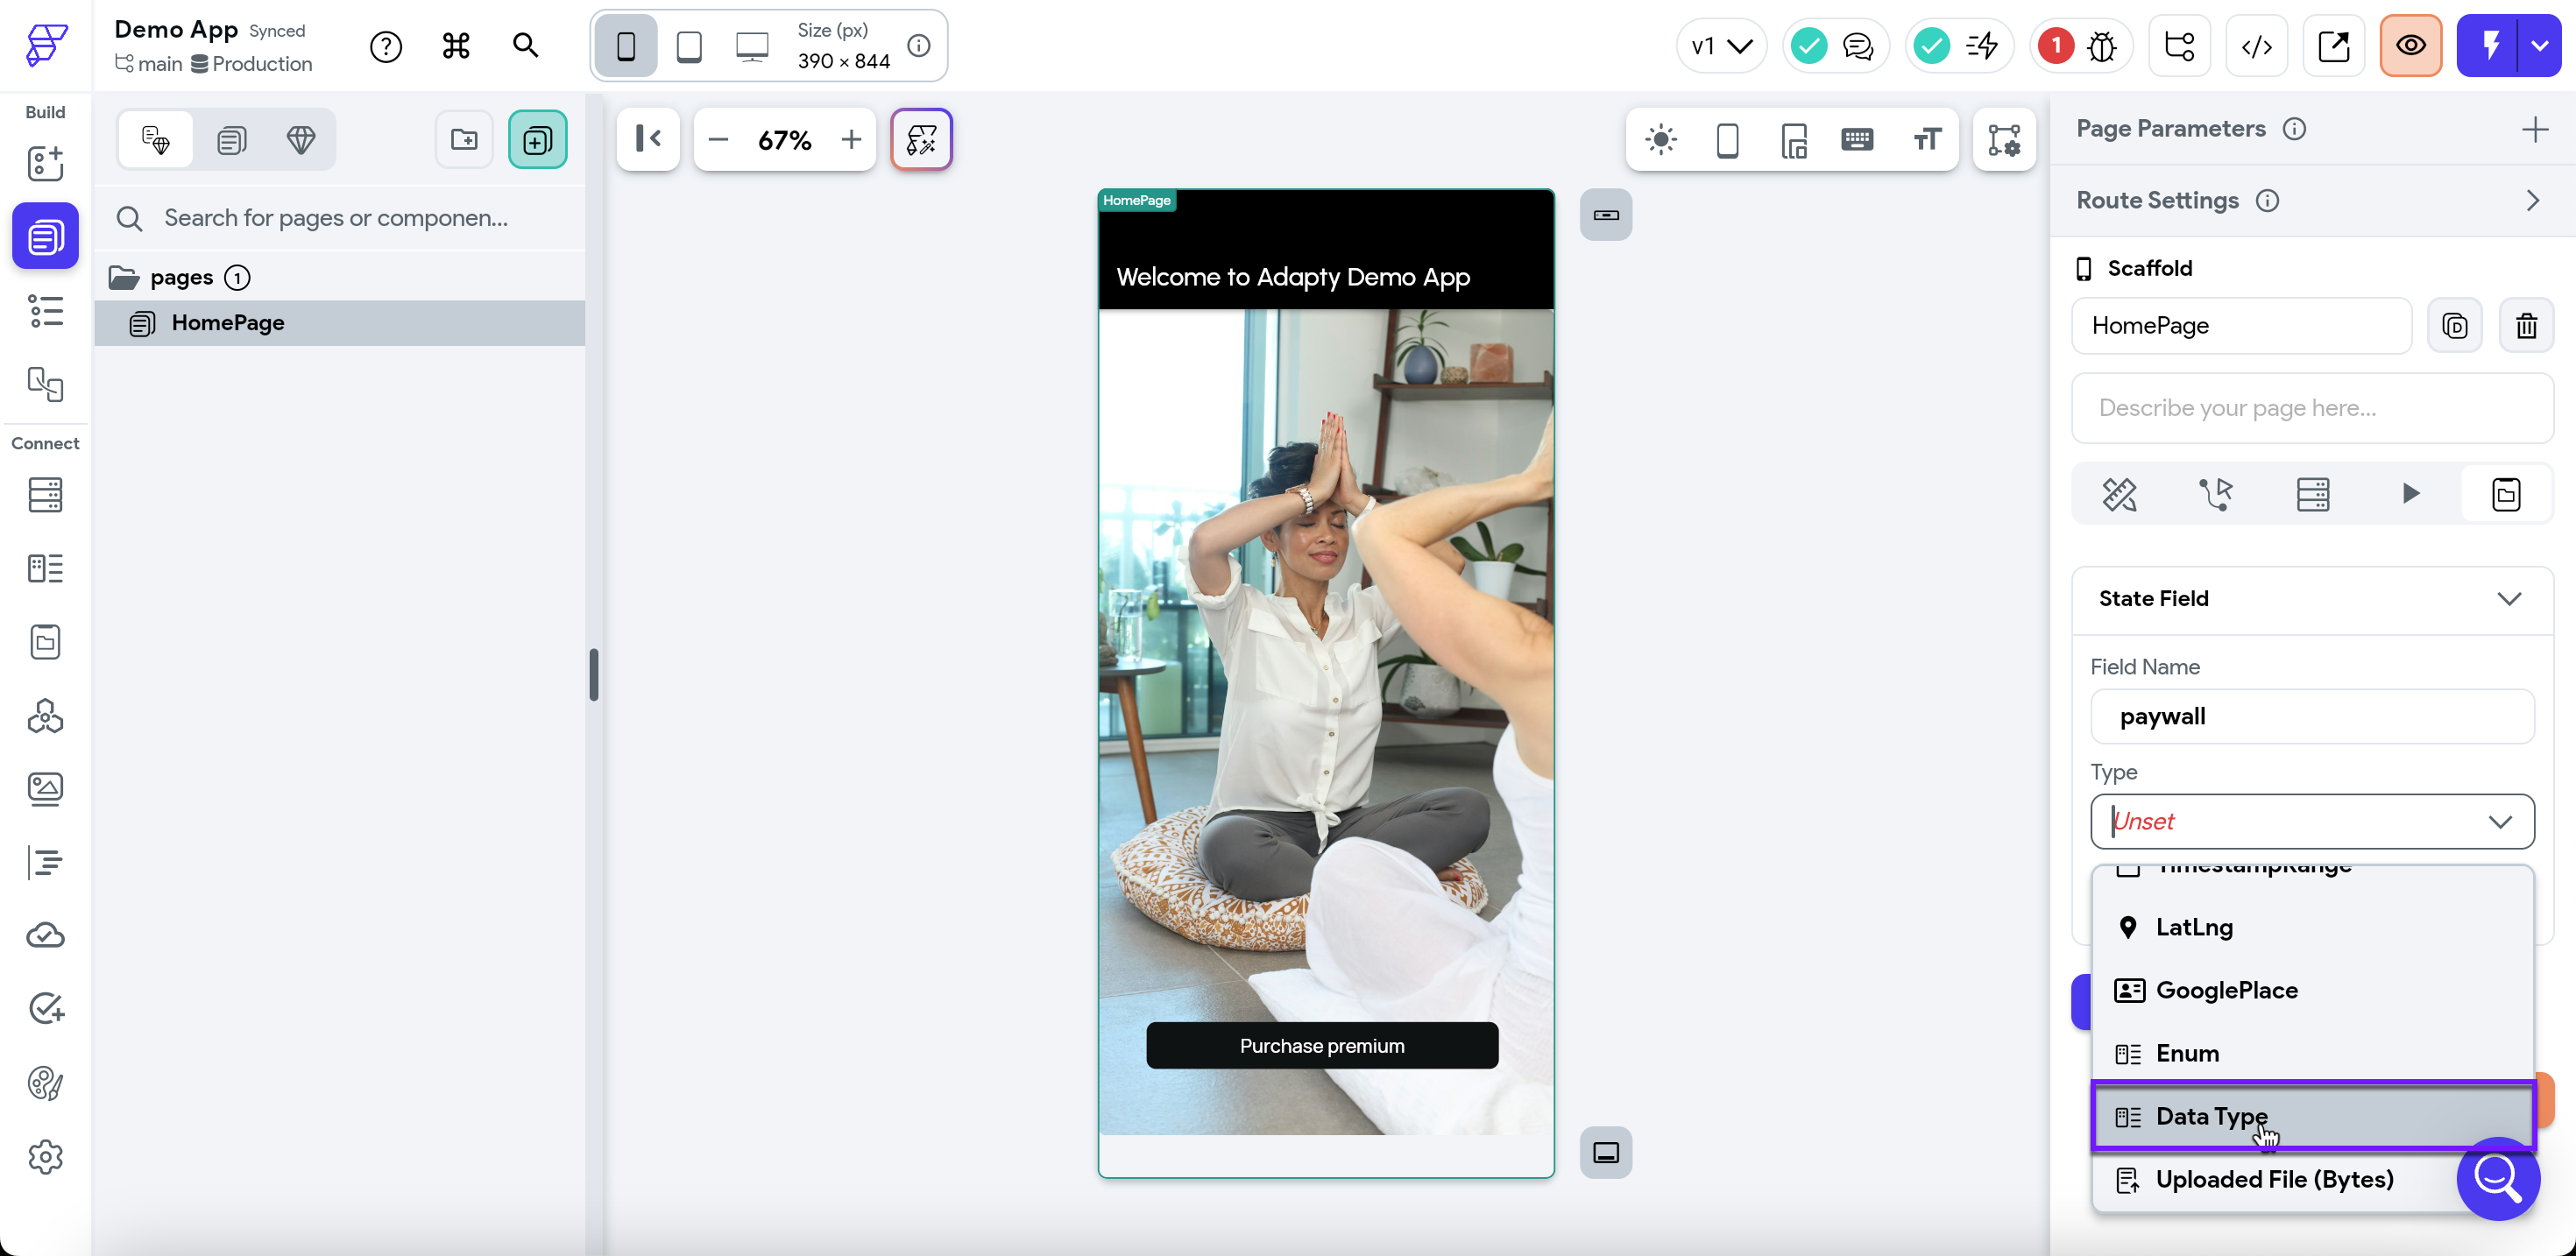 Demo App Synced
main Production
Size (px)
390 × 844
v1
1
Build
Connect
Search for pages or componen...
pages 1
HomePage
67%
HomePage
Welcome to Adapty Demo App
Purchase premium
Page Parameters
Route Settings
Scaffold
HomePage
Describe your page here...
State Field
Field Name
paywall
Type
Unset
TimestampRange
LatLng
GooglePlace
Enum
Data Type
Uploaded File (Bytes)